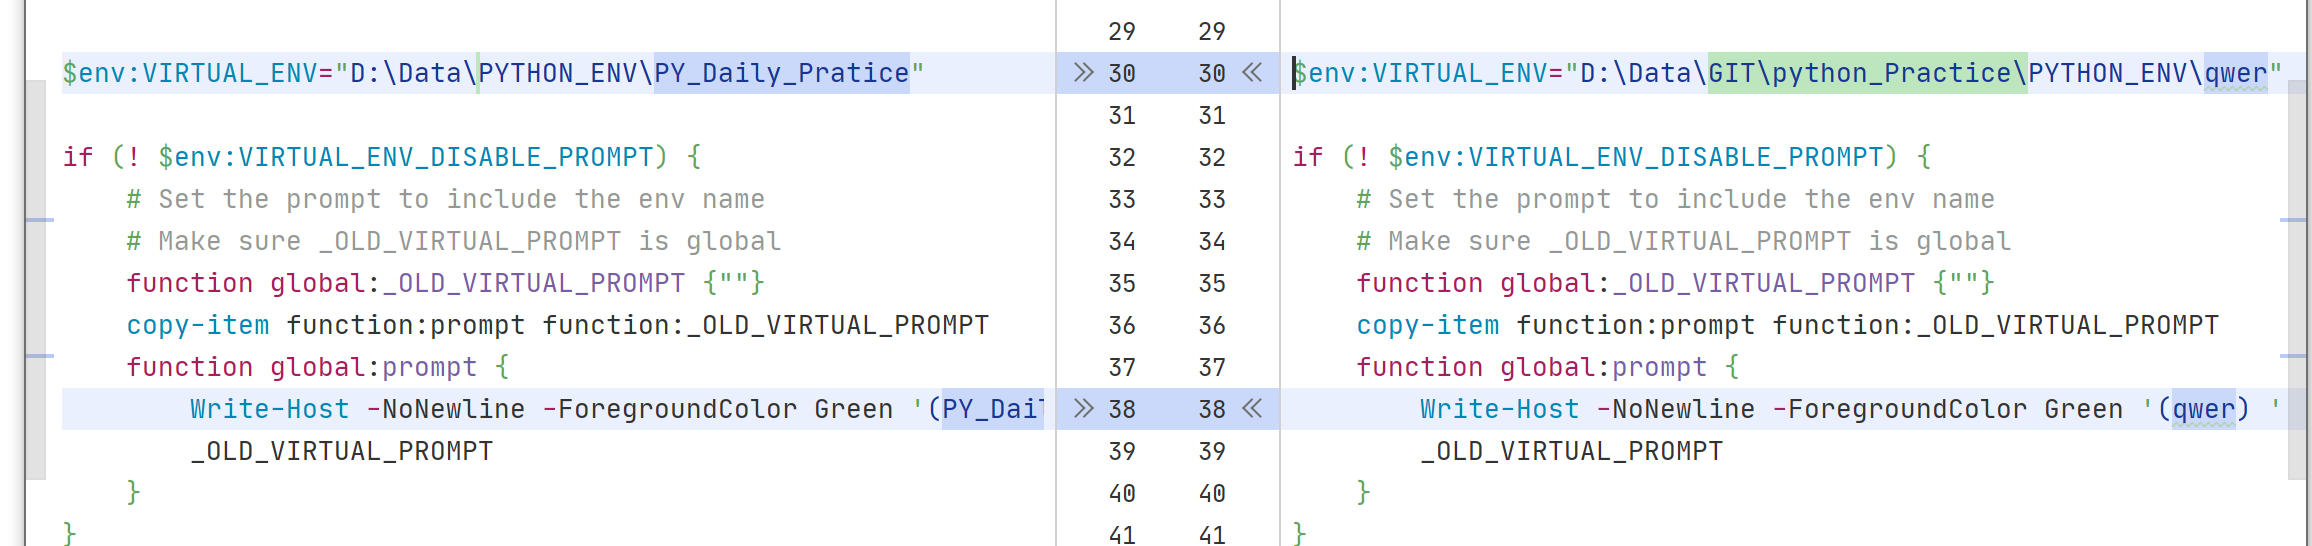 29 29
$env:VIRTUAL_ENV="D:\Data\PYTHON_ENV\PY_Daily_Pratice" >> 30 30 << $env:VIRTUAL_ENV="D:\Data\GIT\python_Practice\PYTHON_ENV\qwer"
31 31
if (! $env:VIRTUAL_ENV_DISABLE_PROMPT) { 32 32 if (! $env:VIRTUAL_ENV_DISABLE_PROMPT) {
# Set the prompt to include the env name 33 33 # Set the prompt to include the env name
# Make sure _OLD_VIRTUAL_PROMPT is global 34 34 # Make sure _OLD_VIRTUAL_PROMPT is global
function global:_OLD_VIRTUAL_PROMPT {""} 35 35 function global:_OLD_VIRTUAL_PROMPT {""}
copy-item function:prompt function:_OLD_VIRTUAL_PROMPT 36 36 copy-item function:prompt function:_OLD_VIRTUAL_PROMPT
function global:prompt { 37 37 function global:prompt {
Write-Host -NoNewline -ForegroundColor Green '(PY_Dail >> 38 38 << Write-Host -NoNewline -ForegroundColor Green '(qwer) '
_OLD_VIRTUAL_PROMPT 39 39 _OLD_VIRTUAL_PROMPT
} 40 40 }
} 41 41 }